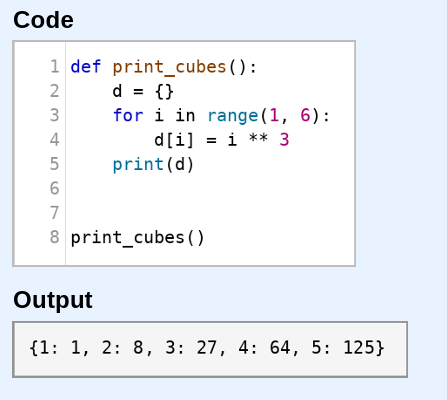 Code
1 def print_cubes():
2     d = {}
3     for i in range(1, 6):
4         d[i] = i ** 3
5     print(d)
6
7
8 print_cubes()
Output
{1: 1, 2: 8, 3: 27, 4: 64, 5: 125}